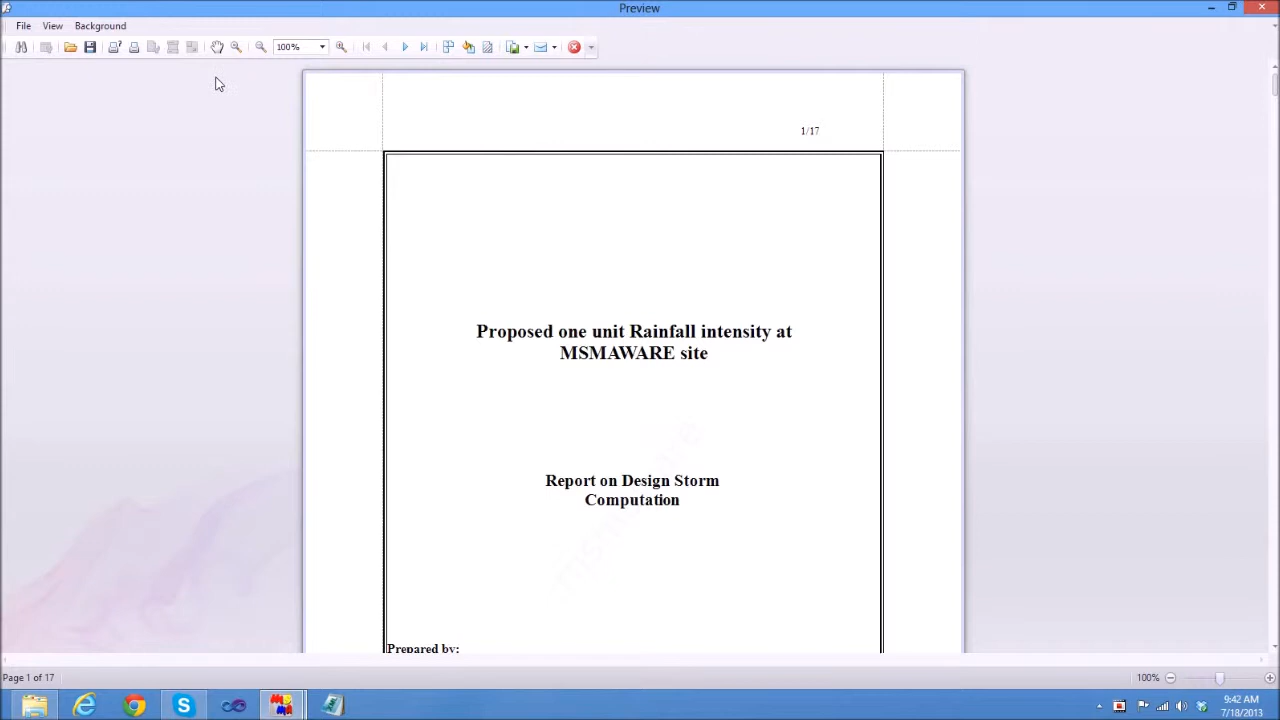 Preview
File View Background
100%
1/17
Proposed one unit Rainfall intensity at
MSMAWARE site
Report on Design Storm
Computation
Prepared by:
Page 1 of 17
100%
9:42 AM
7/18/2013